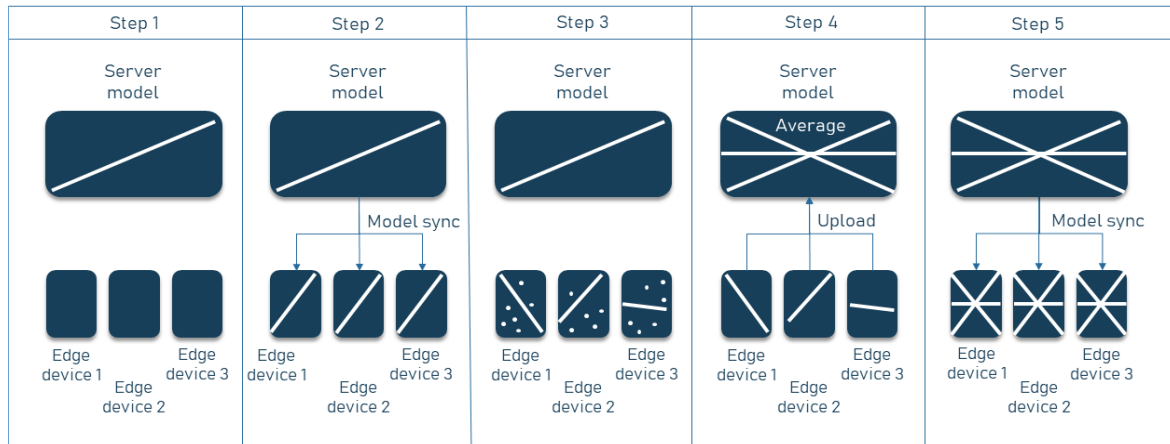 Step 1
Step 2
Step 3
Step 4
Step 5
Server
model
Server
model
Server
model
Server
model
Server
model
Average
Model sync
Upload
Model sync
Edge
device 1
Edge
device 2
Edge
device 3
Edge
device 1
Edge
device 2
Edge
device 3
Edge
device 1
Edge
device 2
Edge
device 3
Edge
device 1
Edge
device 2
Edge
device 3
Edge
device 1
Edge
device 2
Edge
device 3